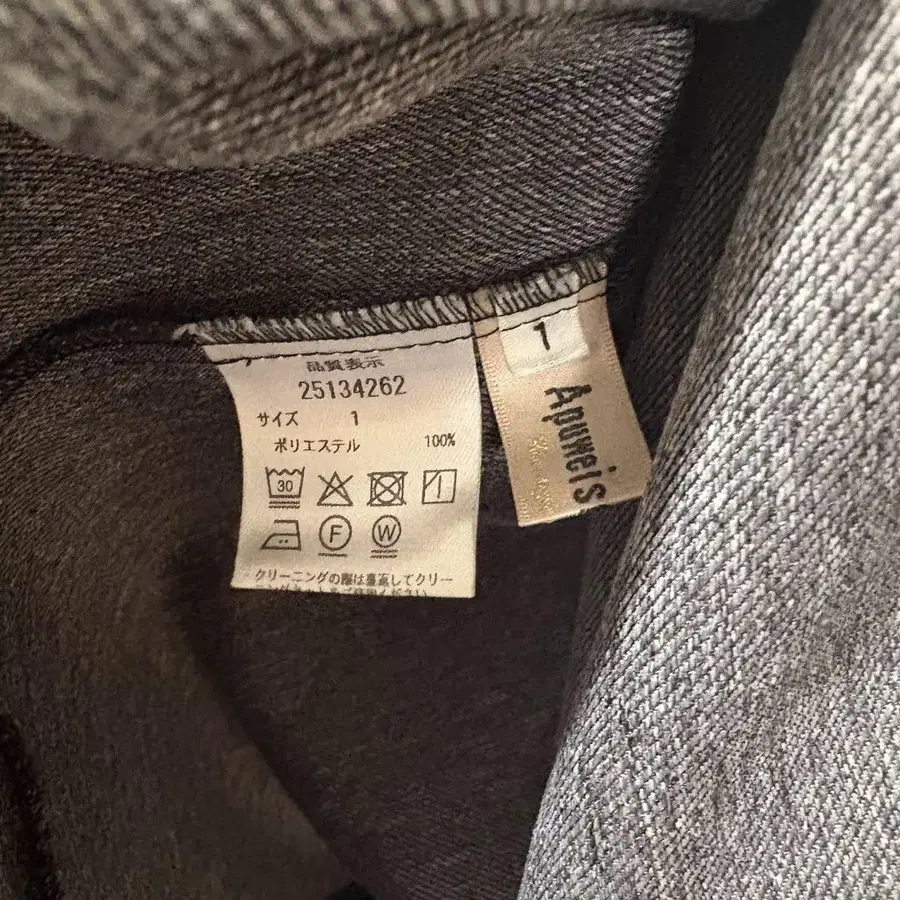 品質表示
25134262
サイズ 1
ポリエステル 100%
30
F W
クリーニングの際は裏返してクリー
1
Apuweis